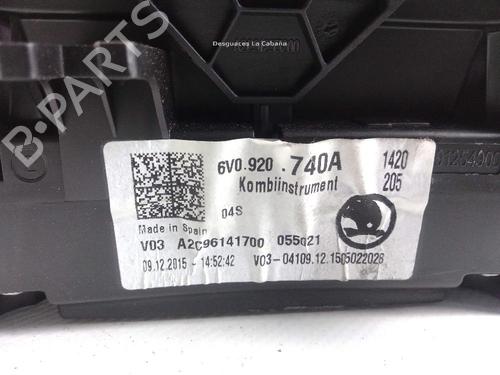 Desguaces La Cabaña
B-PARTS
6V0.920.740A 1420
Kombiinstrument 205
04S
Made in Spain
V03 A2C96141700 055021
09.12.2015 - 14:52:42 V03-04109.12.1505022028